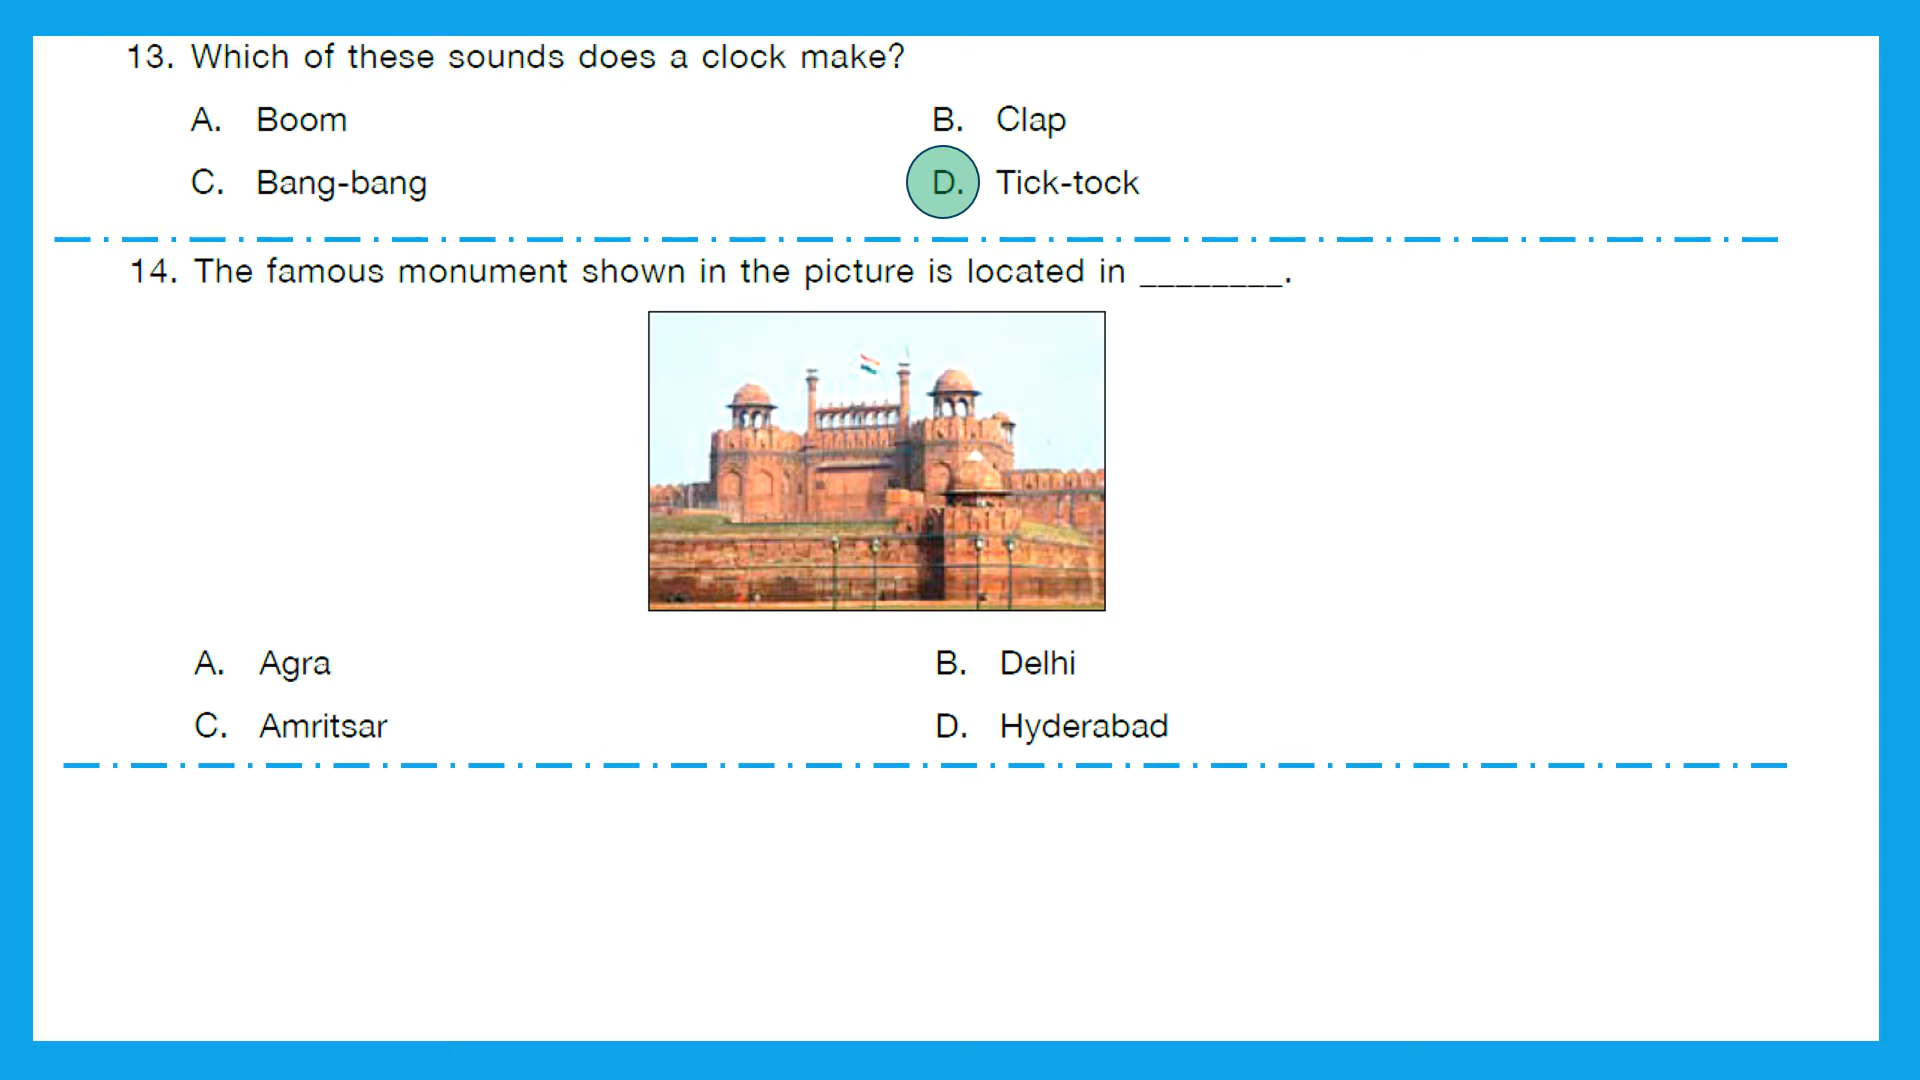 13. Which of these sounds does a clock make?
A. Boom
B. Clap
C. Bang-bang
D. Tick-tock
14. The famous monument shown in the picture is located in ________.
A. Agra
B. Delhi
C. Amritsar
D. Hyderabad